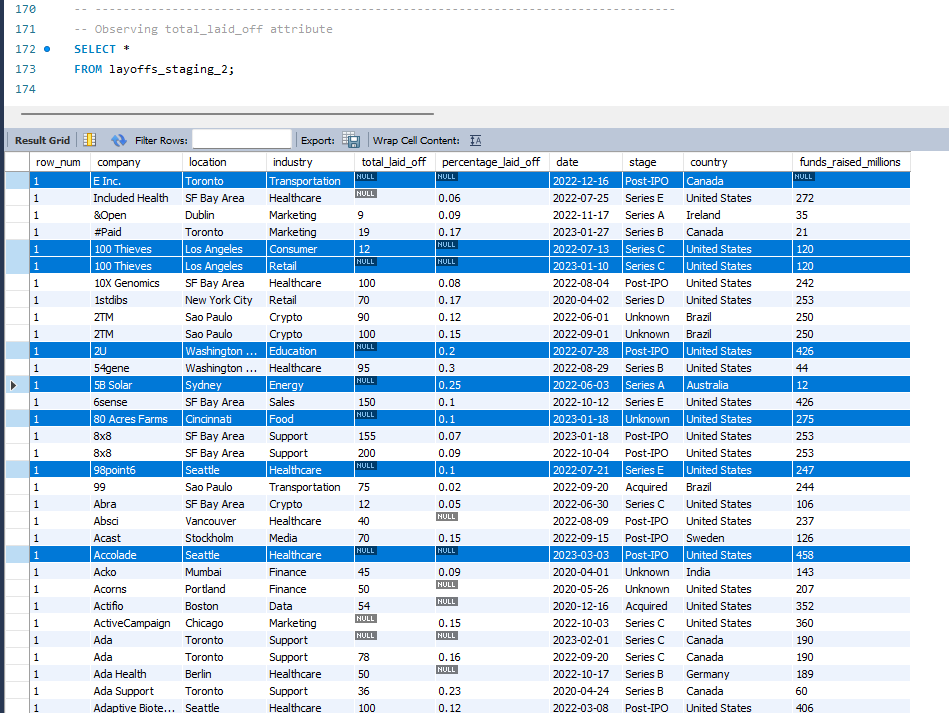 170 -- ------------------------------------------------------------------------
171 -- Observing total_laid_off attribute
172 SELECT *
173 FROM layoffs_staging_2;
174
Result Grid Filter Rows: Export: Wrap Cell Content:
row_num company location industry total_laid_off percentage_laid_off date stage country funds_raised_millions
1 E Inc. Toronto Transportation NULL NULL 2022-12-16 Post-IPO Canada NULL
1 Included Health SF Bay Area Healthcare NULL 0.06 2022-07-25 Series E United States 272
1 &Open Dublin Marketing 9 0.09 2022-11-17 Series A Ireland 35
1 #Paid Toronto Marketing 19 0.17 2023-01-27 Series B Canada 21
1 100 Thieves Los Angeles Consumer 12 NULL 2022-07-13 Series C United States 120
1 100 Thieves Los Angeles Retail NULL NULL 2023-01-10 Series C United States 120
1 10X Genomics SF Bay Area Healthcare 100 0.08 2022-08-04 Post-IPO United States 242
1 1stdibs New York City Retail 70 0.17 2020-04-02 Series D United States 253
1 2TM Sao Paulo Crypto 90 0.12 2022-06-01 Unknown Brazil 250
1 2TM Sao Paulo Crypto 100 0.15 2022-09-01 Unknown Brazil 250
1 2U Washington ... Education NULL 0.2 2022-07-28 Post-IPO United States 426
1 54gene Washington ... Healthcare 95 0.3 2022-08-29 Series B United States 44
1 5B Solar Sydney Energy NULL 0.25 2022-06-03 Series A Australia 12
1 6sense SF Bay Area Sales 150 0.1 2022-10-12 Series E United States 426
1 80 Acres Farms Cincinnati Food NULL 0.1 2023-01-18 Unknown United States 275
1 8x8 SF Bay Area Support 155 0.07 2023-01-18 Post-IPO United States 253
1 8x8 SF Bay Area Support 200 0.09 2022-10-04 Post-IPO United States 253
1 98point6 Seattle Healthcare NULL 0.1 2022-07-21 Series E United States 247
1 99 Sao Paulo Transportation 75 0.02 2022-09-20 Acquired Brazil 244
1 Abra SF Bay Area Crypto 12 0.05 2022-06-30 Series C United States 106
1 Absci Vancouver Healthcare 40 NULL 2022-08-09 Post-IPO United States 237
1 Acast Stockholm Media 70 0.15 2022-09-15 Post-IPO Sweden 126
1 Accolade Seattle Healthcare NULL NULL 2023-03-03 Post-IPO United States 458
1 Acko Mumbai Finance 45 0.09 2020-04-01 Unknown India 143
1 Acorns Portland Finance 50 NULL 2020-05-26 Unknown United States 207
1 Actifio Boston Data 54 NULL 2020-12-16 Acquired United States 352
1 ActiveCampaign Chicago Marketing NULL 0.15 2022-10-03 Series C United States 360
1 Ada Toronto Support NULL NULL 2023-02-01 Series C Canada 190
1 Ada Toronto Support 78 0.16 2022-09-20 Series C Canada 190
1 Ada Health Berlin Healthcare 50 NULL 2022-10-17 Series B Germany 189
1 Ada Support Toronto Support 36 0.23 2020-04-24 Series B Canada 60
1 Adaptive Biote... Seattle Healthcare 100 0.12 2022-03-08 Post-IPO United States 406